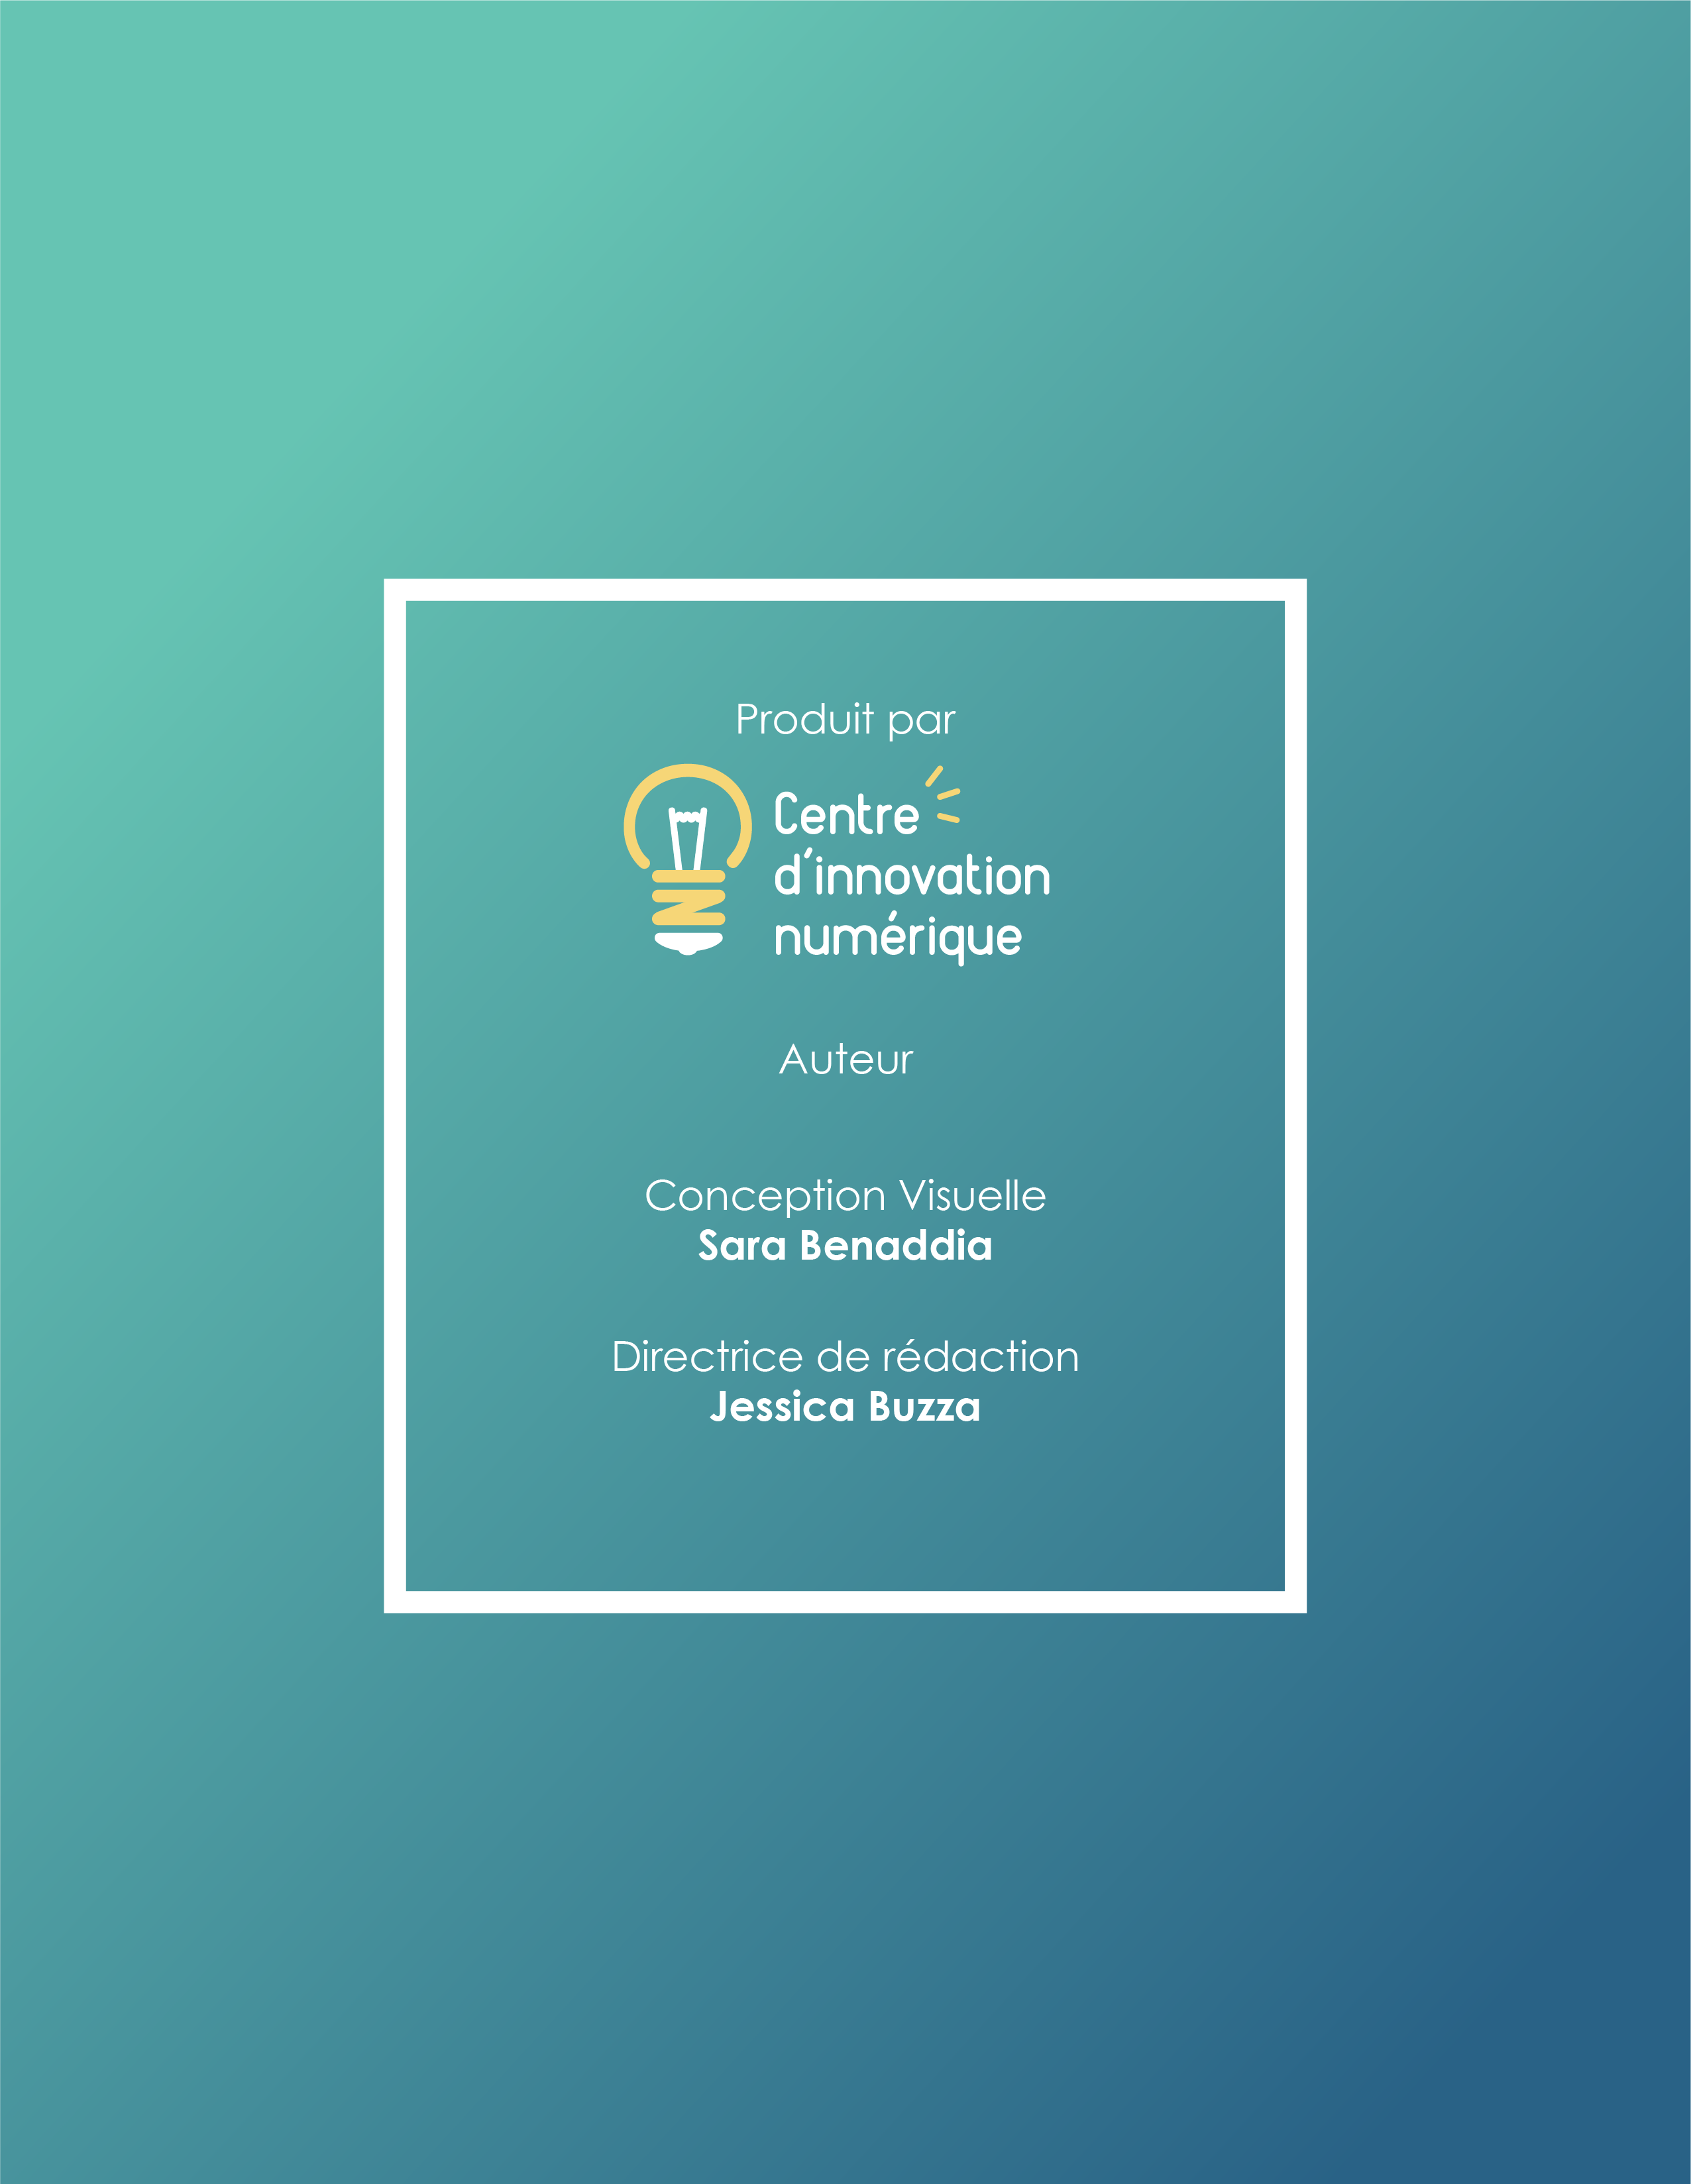 Produit par
Centre
d'innovation
numérique
Auteur
Conception Visuelle
Sara Benaddia
Directrice de rédaction
Jessica Buzza